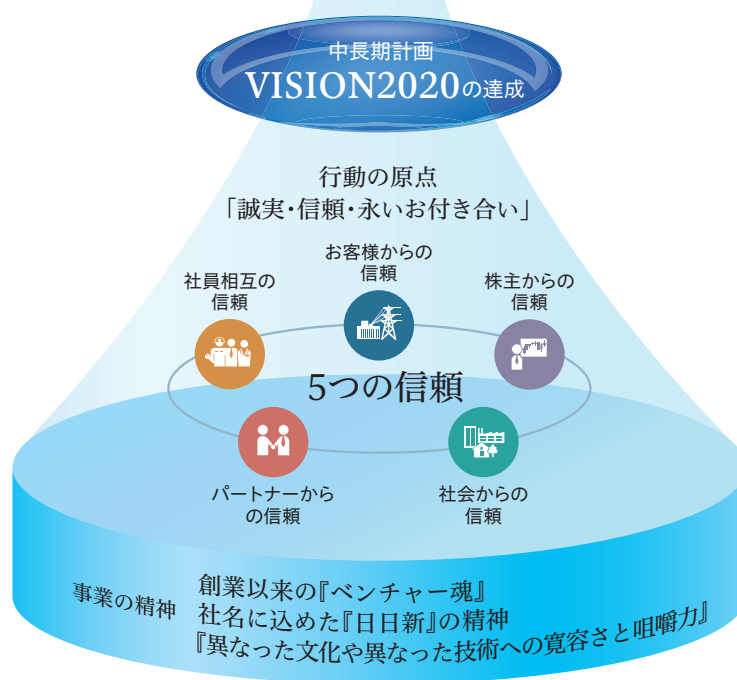 中長期計画
VISION2020の達成
行動の原点
「誠実・信頼・永いお付き合い」
お客様からの
信頼
社員相互の
信頼
株主からの
信頼
5つの信頼
パートナーから
の信頼
社会からの
信頼
事業の精神
創業以来の『ベンチャー魂』
社名に込めた『日日新』の精神
『異なった文化や異なった技術への寛容さと咀嚼力』